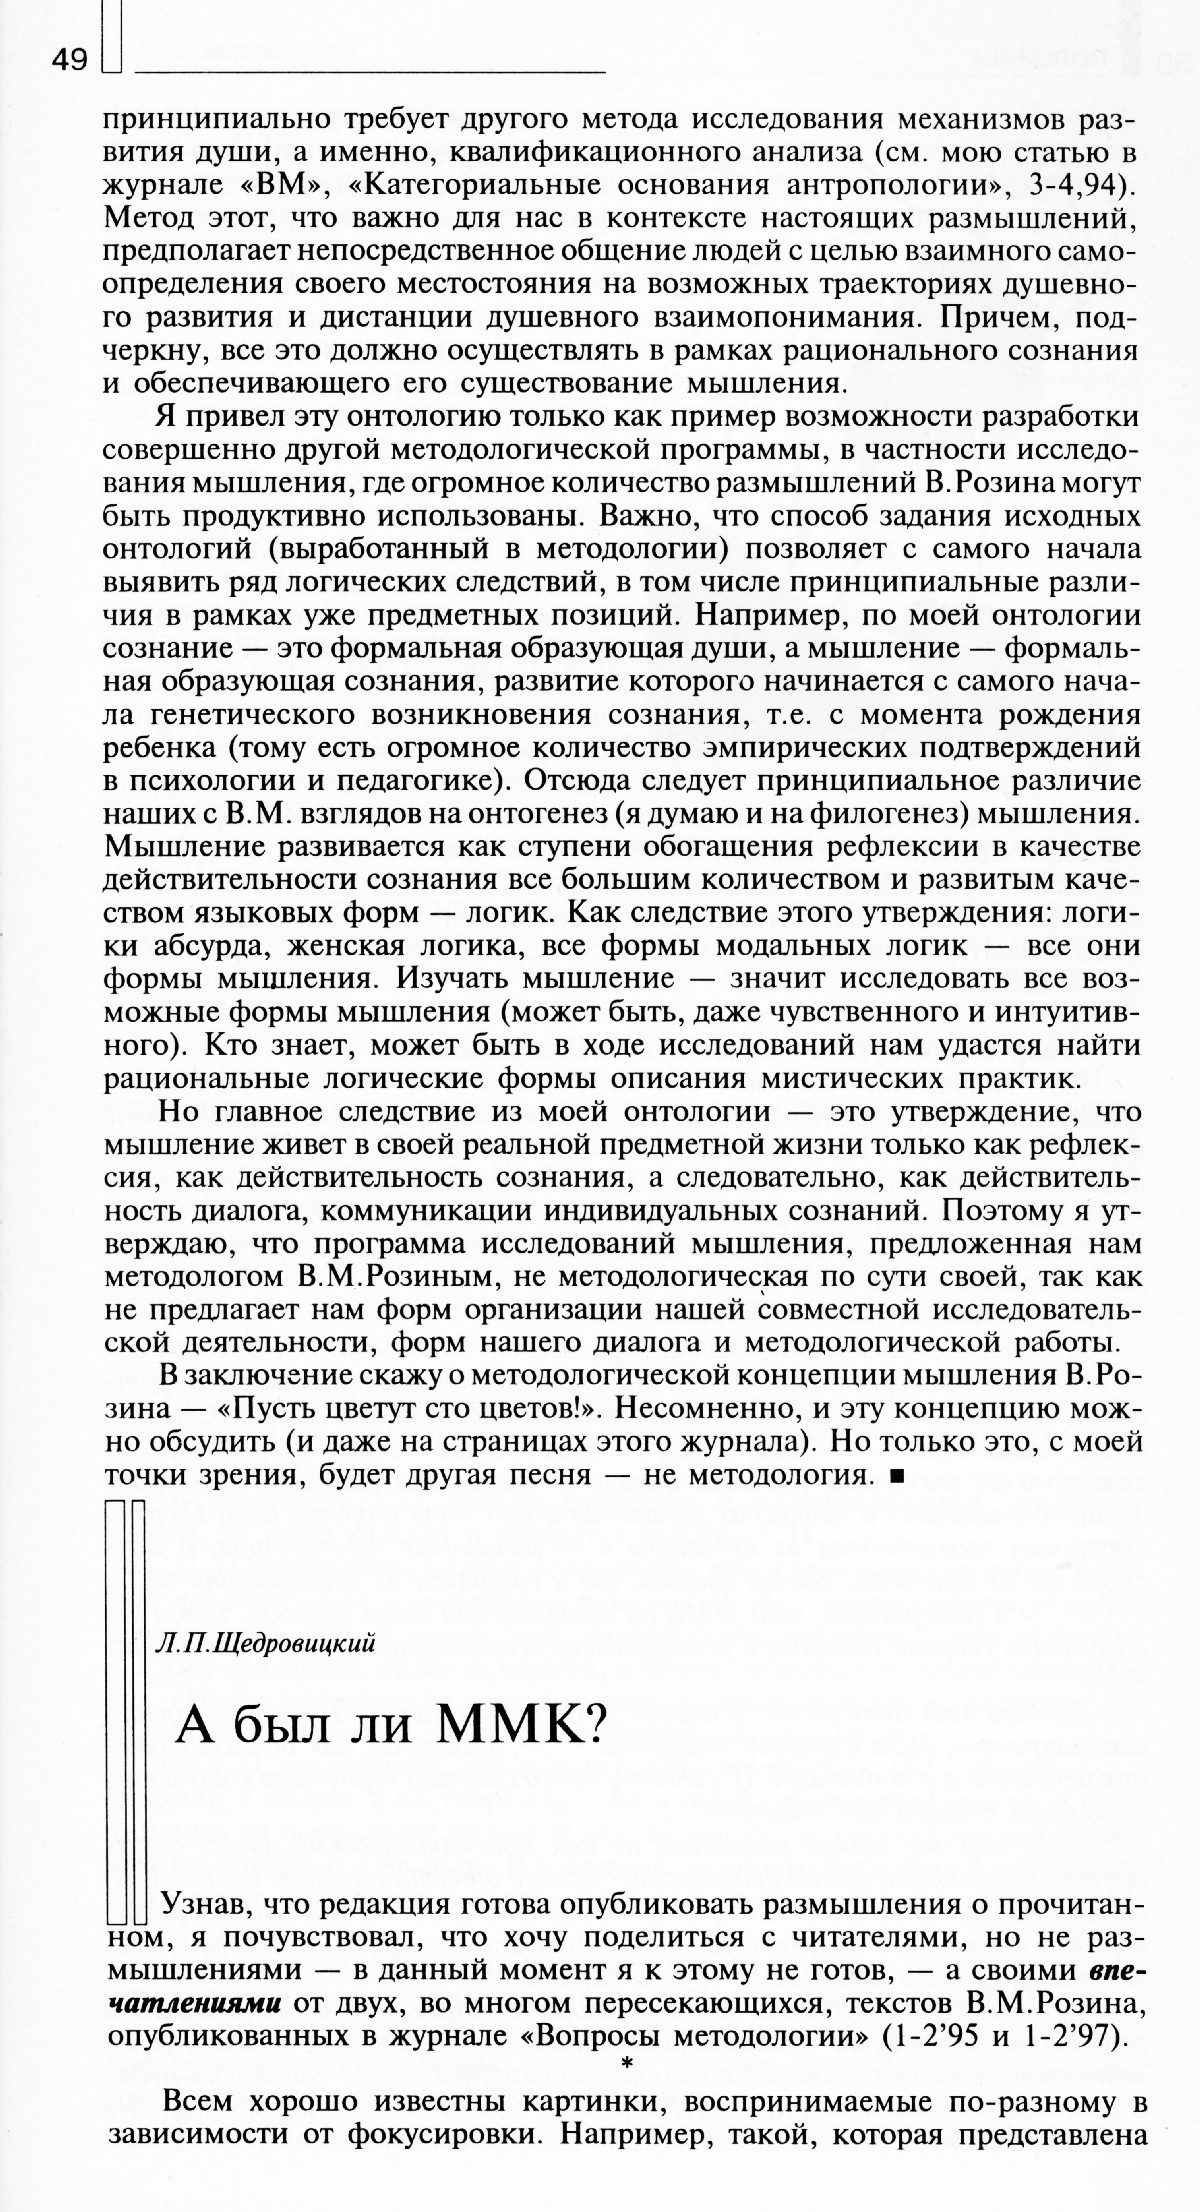 49
принципиально требует другого метода исследования механизмов раз-
вития души, а именно, квалификационного анализа (см. мою статью в
журнале «ВМ», «Категориальные основания антропологии», 3-4,94).
Метод этот, что важно для нас в контексте настоящих размышлений,
предполагает непосредственное общение людей с целью взаимного само-
определения своего местостояния на возможных траекториях душевно-
го развития и дистанции душевного взаимопонимания. Причем, под-
черкну, все это должно осуществлять в рамках рационального сознания
и обеспечивающего его существование мышления.
Я привел эту онтологию только как пример возможности разработки
совершенно другой методологической программы, в частности исследо-
вания мышления, где огромное количество размышлений В.Розина могут
быть продуктивно использованы. Важно, что способ задания исходных
онтологий (выработанный в методологии) позволяет с самого начала
выявить ряд логических следствий, в том числе принципиальные разли-
чия в рамках уже предметных позиций. Например, по моей онтологии
сознание — это формальная образующая души, а мышление — формаль-
ная образующая сознания, развитие которого начинается с самого нача-
ла генетического возникновения сознания, т.е. с момента рождения
ребенка (тому есть огромное количество эмпирических подтверждений
в психологии и педагогике). Отсюда следует принципиальное различие
наших с В.М. взглядов на онтогенез (я думаю и на филогенез) мышления.
Мышление развивается как ступени обогащения рефлексии в качестве
действительности сознания все большим количеством и развитым каче-
ством языковых форм — логик. Как следствие этого утверждения: логи-
ки абсурда, женская логика, все формы модальных логик — все они
формы мышления. Изучать мышление — значит исследовать все воз-
можные формы мышления (может быть, даже чувственного и интуитив-
ного). Кто знает, может быть в ходе исследований нам удастся найти
рациональные логические формы описания мистических практик.
Но главное следствие из моей онтологии — это утверждение, что
мышление живет в своей реальной предметной жизни только как рефлек-
сия, как действительность сознания, а следовательно, как действитель-
ность диалога, коммуникации индивидуальных сознаний. Поэтому я ут-
верждаю, что программа исследований мышления, предложенная нам
методологом В.М.Розиным, не методологическая по сути своей, так как
не предлагает нам форм организации нашей совместной исследователь-
ской деятельности, форм нашего диалога и методологической работы.
В заключение скажу о методологической концепции мышления В.Ро-
зина — «Пусть цветут сто цветов!». Несомненно, и эту концепцию мож-
но обсудить (и даже на страницах этого журнала). Но только это, с моей
точки зрения, будет другая песня — не методология. ■
Л.П.Щедровицкий
А был ли ММК?
Узнав, что редакция готова опубликовать размышления о прочитан-
ном, я почувствовал, что хочу поделиться с читателями, но не раз-
мышлениями — в данный момент я к этому не готов, — а своими впе-
чатлениями от двух, во многом пересекающихся, текстов В.М.Розина,
опубликованных в журнале «Вопросы методологии» (1-2’95 и 1-2’97).
*
Всем хорошо известны картинки, воспринимаемые по-разному в
зависимости от фокусировки. Например, такой, которая представлена